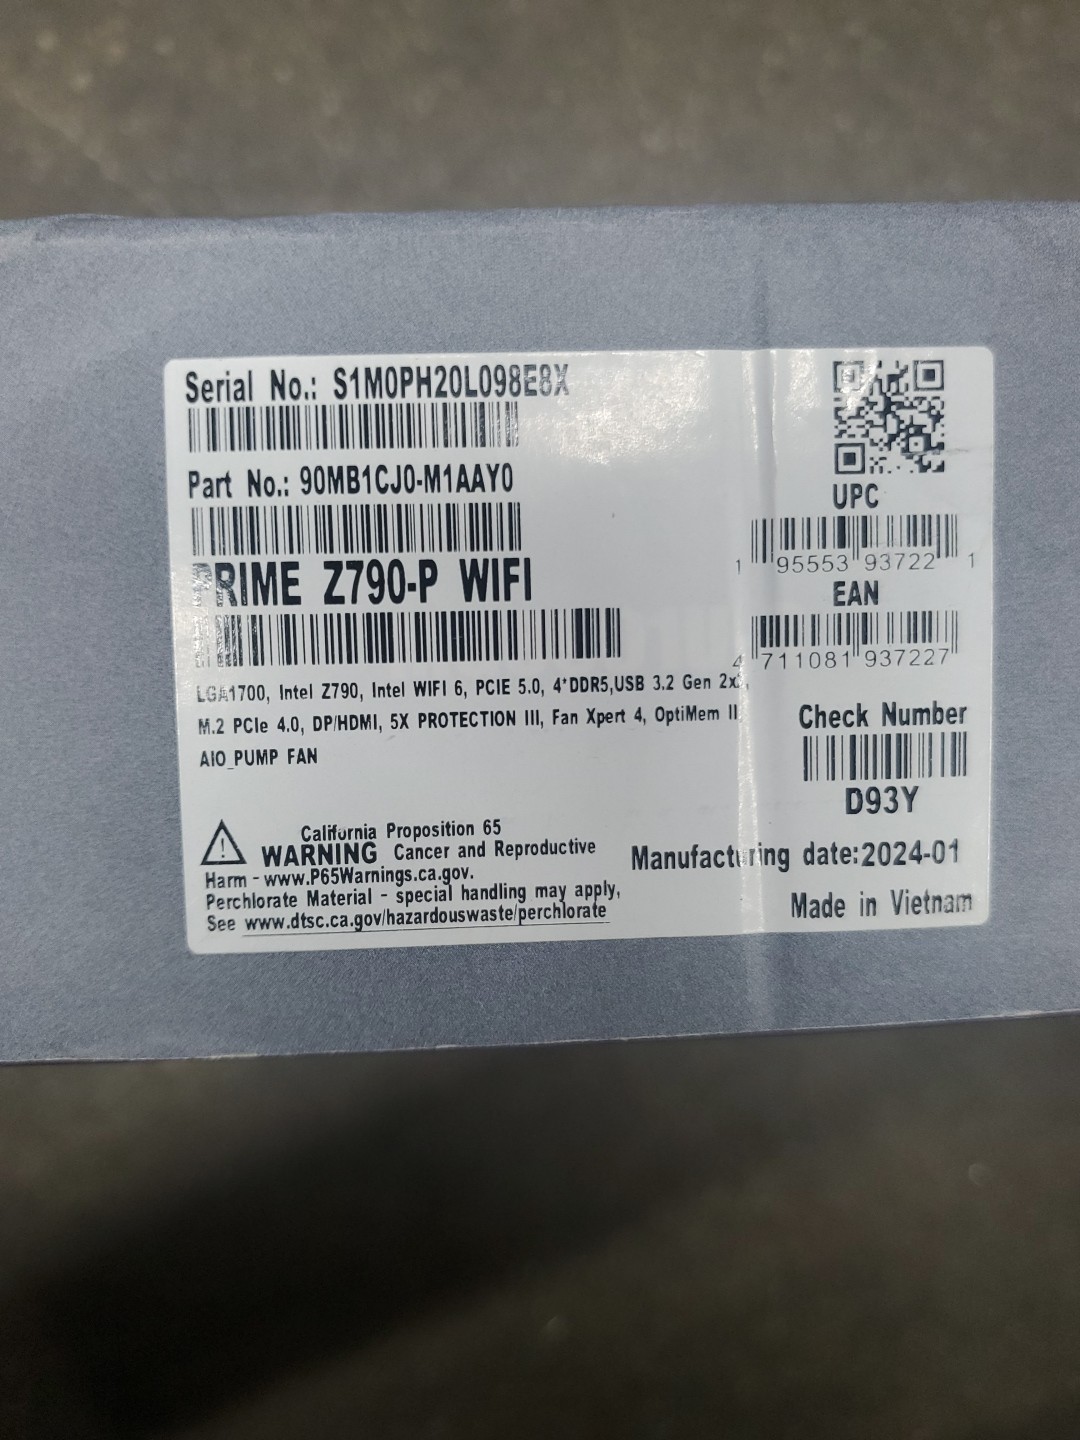 Serial No.: S1M0PH20L098E8X
Part No.: 90MB1CJ0-M1AAY0
PRIME Z790-P WIFI
LGA1700, Intel Z790, Intel WIFI 6, PCIE 5.0, 4*DDR5,USB 3.2 Gen 2x2,
M.2 PCIe 4.0, DP/HDMI, 5X PROTECTION III, Fan Xpert 4, OptiMem II
AIO_PUMP FAN
UPC
1 95553 93722 1
EAN
4 711081 937227
Check Number
D93Y
California Proposition 65
WARNING Cancer and Reproductive
Harm - www.P65Warnings.ca.gov.
Perchlorate Material - special handling may apply,
See www.dtsc.ca.gov/hazardouswaste/perchlorate
Manufacturing date:2024-01
Made in Vietnam